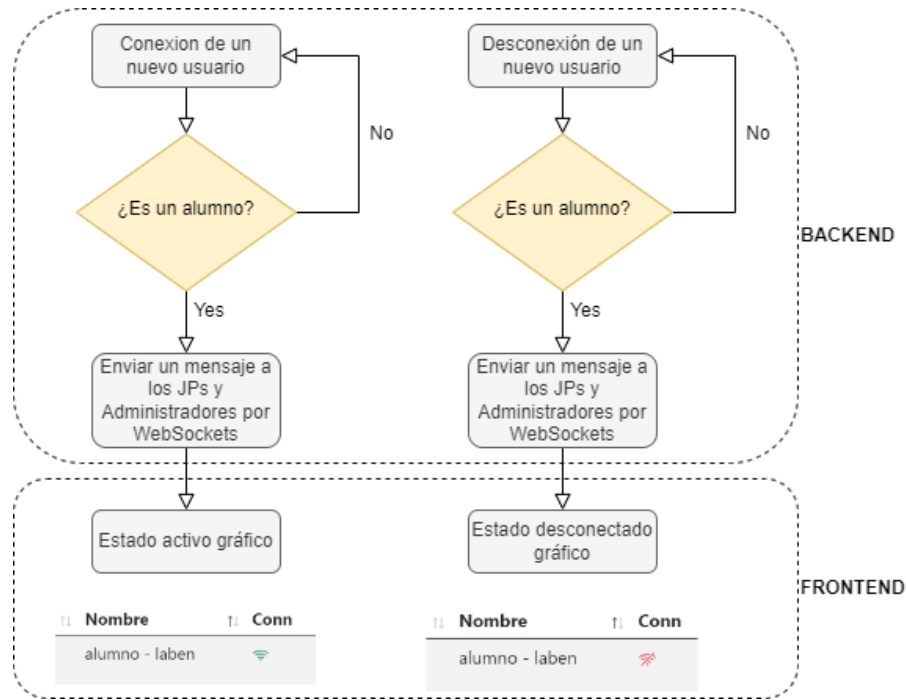 Conexion de un
nuevo usuario
No
¿Es un alumno?
Yes
Enviar un mensaje a
los JPs y
Administradores por
WebSockets
Desconexión de un
nuevo usuario
No
¿Es un alumno?
Yes
Enviar un mensaje a
los JPs y
Administradores por
WebSockets
BACKEND
Estado activo gráfico
Nombre Conn
alumno - laben
Estado desconectado
gráfico
Nombre Conn
alumno - laben
FRONTEND